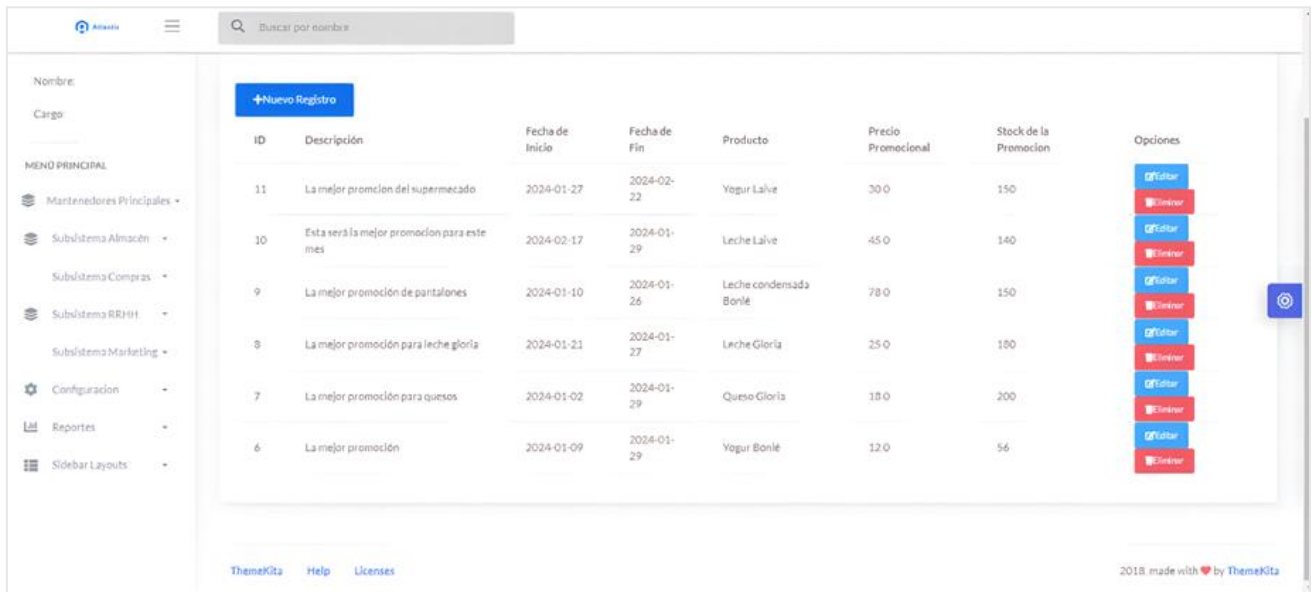 Atlantis
Buscar por nombre
Nombre:
Cargo:
MENÚ PRINCIPAL
Mantenedores Principales
Subsistema Almacén
Subsistema Compras
Subsistema RRHH
Subsistema Marketing
Configuracion
Reportes
Sidebar Layouts
+Nuevo Registro
ID Descripción Fecha de Inicio Fecha de Fin Producto Precio Promocional Stock de la Promocion Opciones
11 La mejor promcion del supermecado 2024-01-27 2024-02-22 Yogur Laive 30.0 150 Editar Eliminar
10 Esta será la mejor promocion para este mes 2024-02-17 2024-01-29 Leche Laive 45.0 140 Editar Eliminar
9 La mejor promoción de pantalones 2024-01-10 2024-01-26 Leche condensada Bonlé 78.0 150 Editar Eliminar
8 La mejor promoción para leche gloria 2024-01-21 2024-01-27 Leche Gloria 25.0 180 Editar Eliminar
7 La mejor promoción para quesos 2024-01-02 2024-01-29 Queso Gloria 18.0 200 Editar Eliminar
6 La mejor promoción 2024-01-09 2024-01-29 Yogur Bonlé 12.0 56 Editar Eliminar
ThemeKita Help Licenses
2018, made with ❤ by ThemeKita